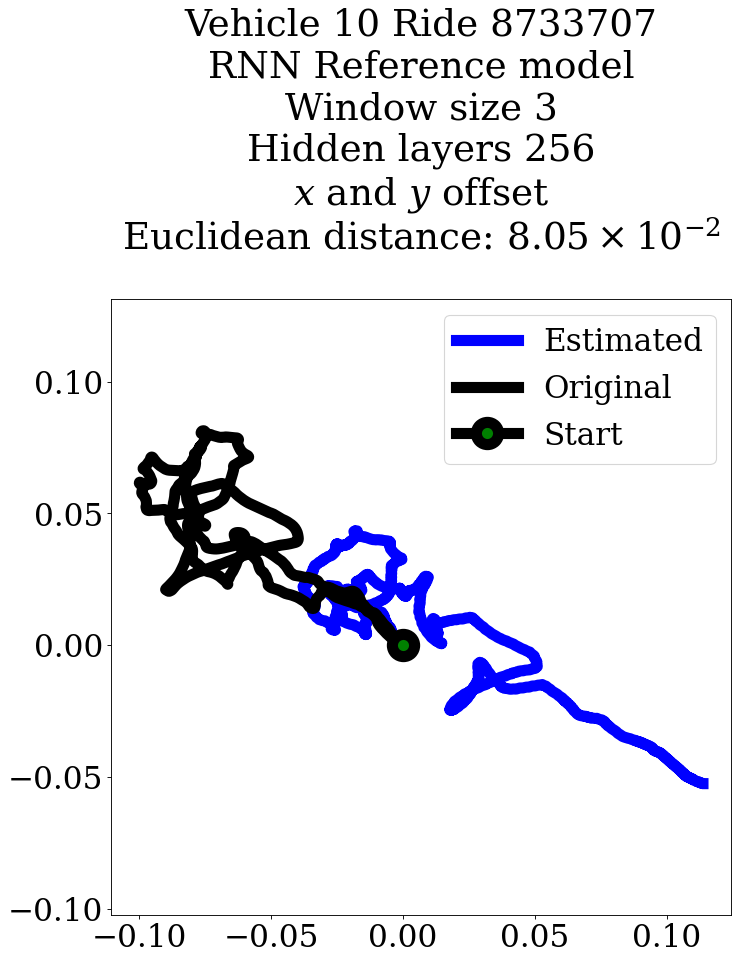 Vehicle 10 Ride 8733707
RNN Reference model
Window size 3
Hidden layers 256
x and y offset
Euclidean distance: 8.05 × 10⁻²
Estimated
Original
Start
0.10
0.05
0.00
−0.05
−0.10
−0.10 −0.05 0.00 0.05 0.10